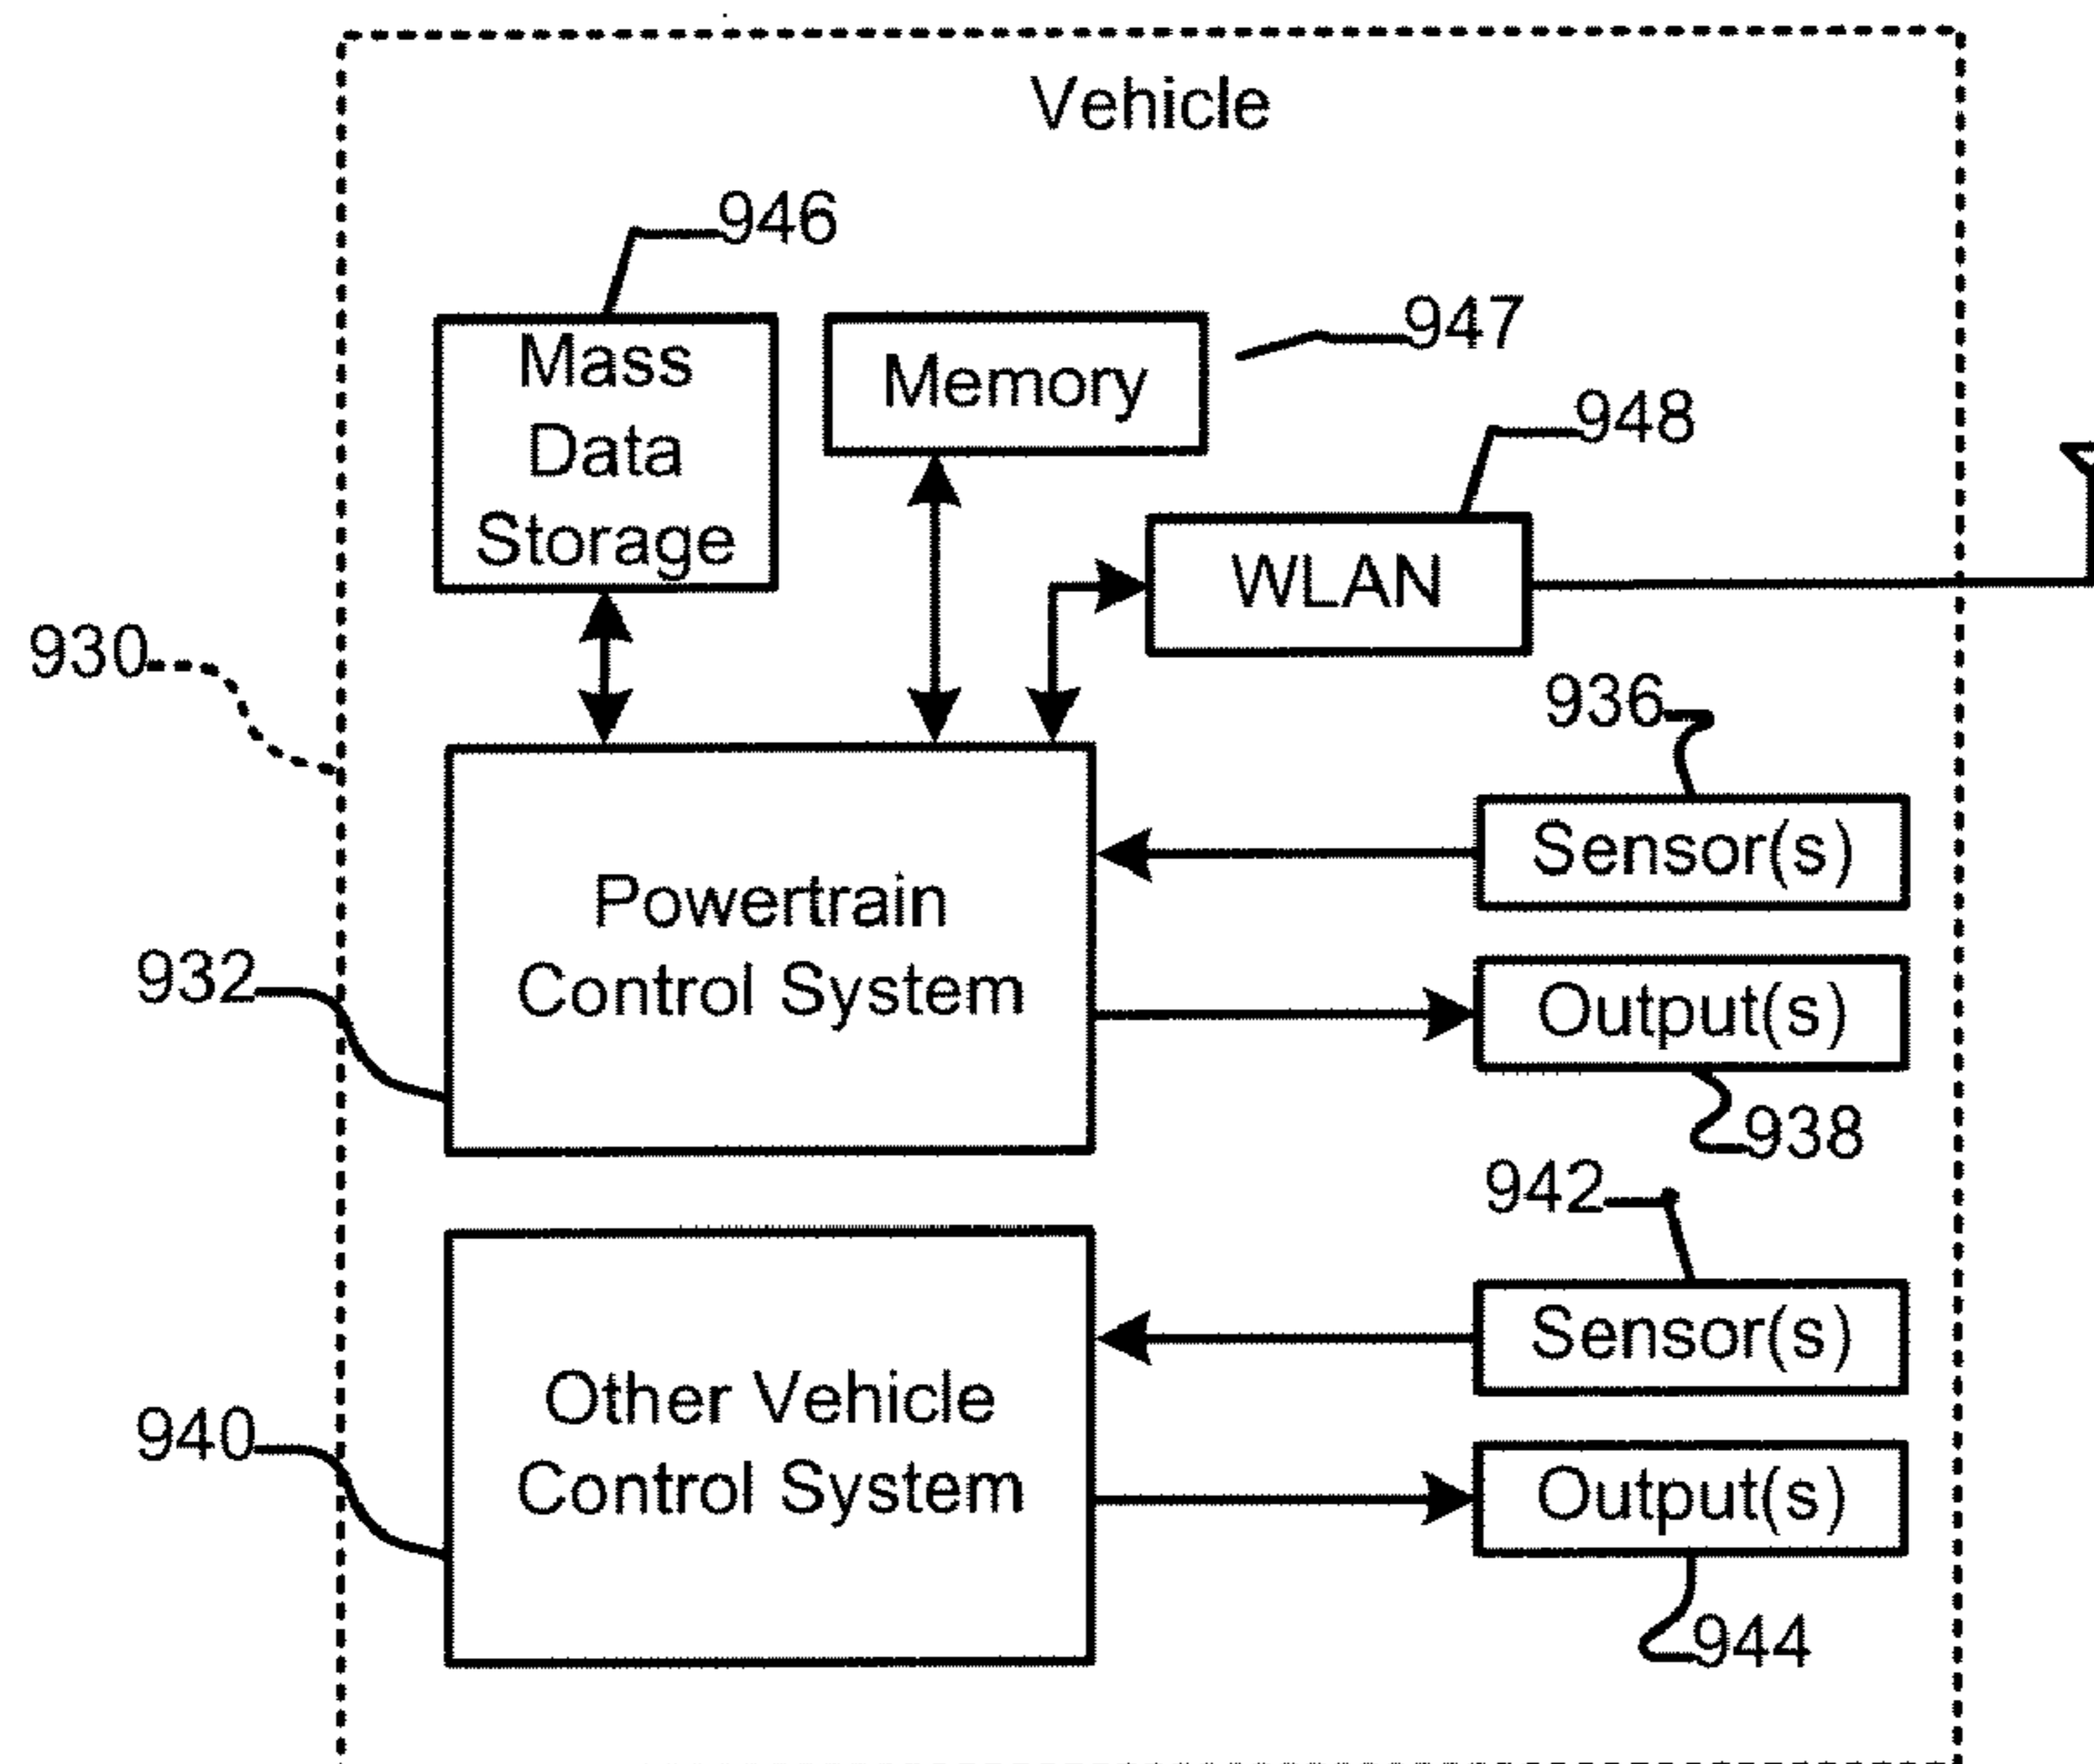 Vehicle
946
947
Mass
Data
Storage
Memory
948
WLAN
930
936
Sensor(s)
Powertrain
Control System
932
Output(s)
938
942
Sensor(s)
Other Vehicle
Control System
940
Output(s)
944